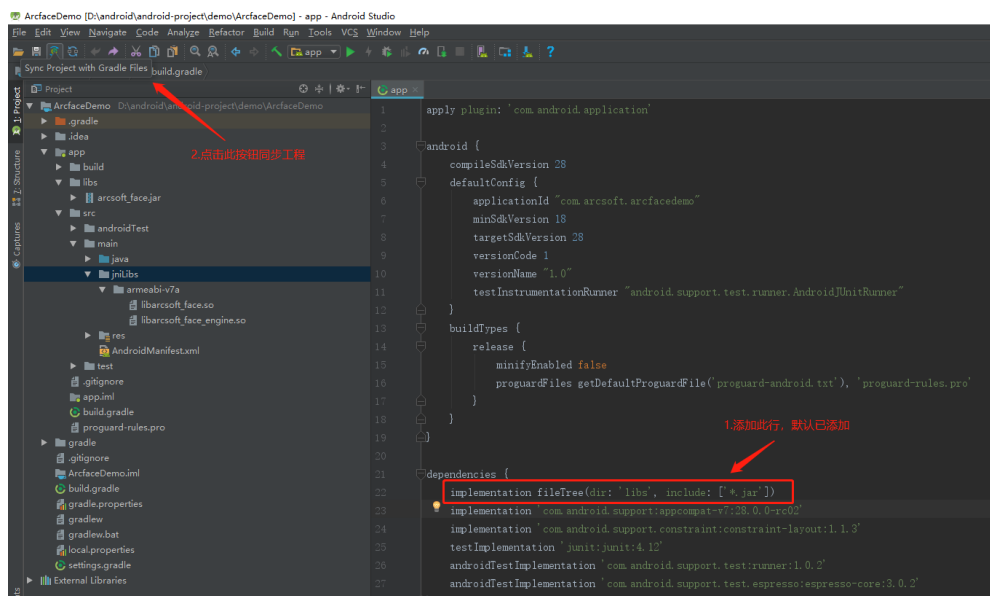 ArcfaceDemo [D:\android\android-project\demo\ArcfaceDemo] - app - Android Studio
File Edit View Navigate Code Analyze Refactor Build Run Tools VCS Window Help
app
Sync Project with Gradle Files
build.gradle
Project
app
1: Project
7: Structure
Captures
ArcfaceDemo D:\android\android-project\demo\ArcfaceDemo
.gradle
.idea
app
build
libs
arcsoft_face.jar
src
androidTest
main
java
jniLibs
armeabi-v7a
libarcsoft_face.so
libarcsoft_face_engine.so
res
AndroidManifest.xml
test
.gitignore
app.iml
build.gradle
proguard-rules.pro
gradle
.gitignore
ArcfaceDemo.iml
build.gradle
gradle.properties
gradlew
gradlew.bat
local.properties
settings.gradle
External Libraries
2.点击此按钮同步工程
1 apply plugin: 'com.android.application'
2
3 android {
4 compileSdkVersion 28
5 defaultConfig {
6 applicationId "com.arcsoft.arcfacedemo"
7 minSdkVersion 18
8 targetSdkVersion 28
9 versionCode 1
10 versionName "1.0"
11 testInstrumentationRunner "android.support.test.runner.AndroidJUnitRunner"
12 }
13 buildTypes {
14 release {
15 minifyEnabled false
16 proguardFiles getDefaultProguardFile('proguard-android.txt'), 'proguard-rules.pro'
17 }
18 }
19 }
1.添加此行，默认已添加
20
21 dependencies {
22 implementation fileTree(dir: 'libs', include: ['*.jar'])
23 implementation 'com.android.support:appcompat-v7:28.0.0-rc02'
24 implementation 'com.android.support.constraint:constraint-layout:1.1.3'
25 testImplementation 'junit:junit:4.12'
26 androidTestImplementation 'com.android.support.test:runner:1.0.2'
27 androidTestImplementation 'com.android.support.test.espresso:espresso-core:3.0.2'